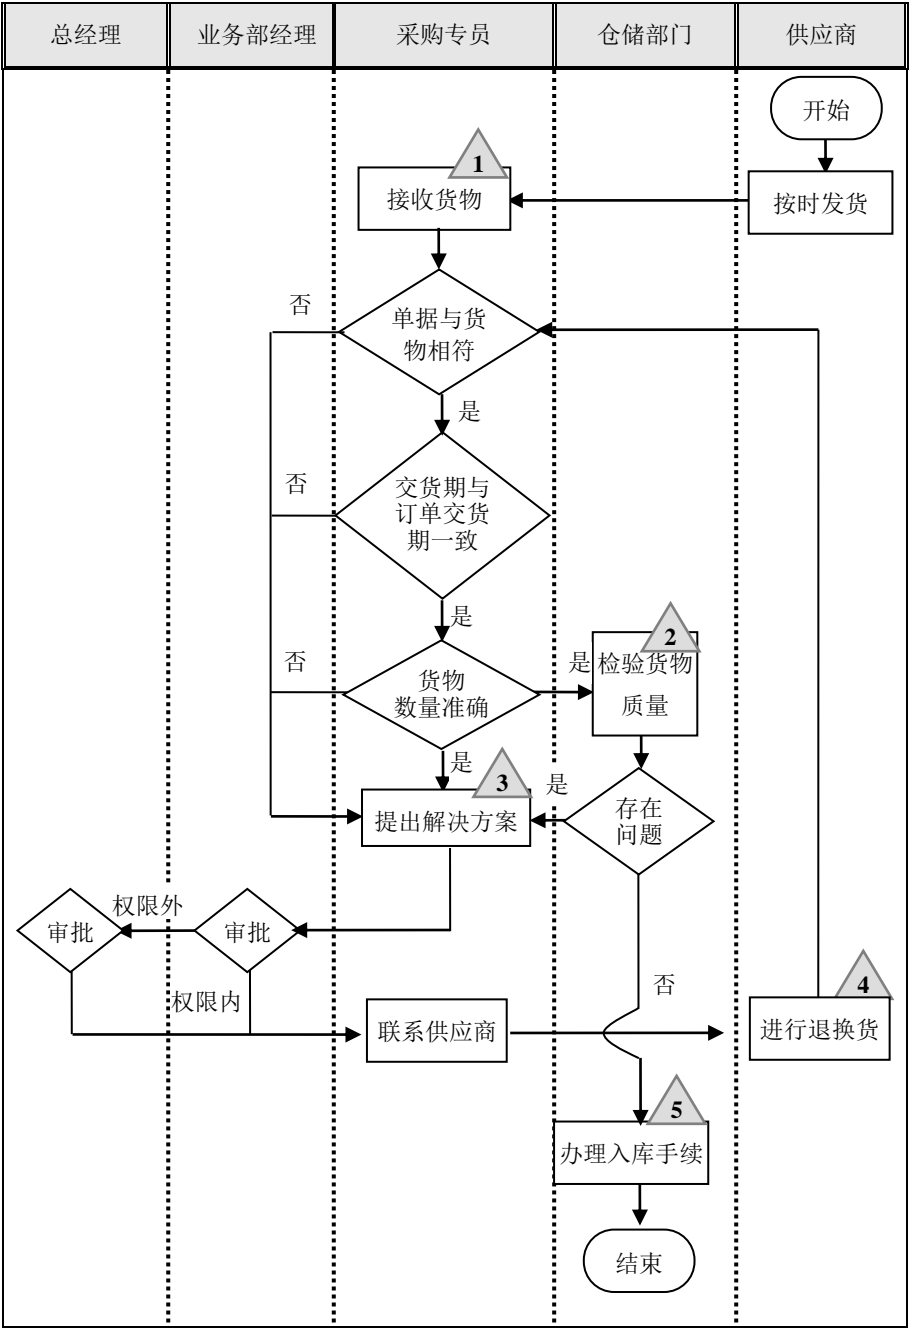 总经理
业务部经理
采购专员
仓储部门
供应商
开始
1
接收货物
按时发货
否
单据与货
物相符
是
否
交货期与
订单交货
期一致
是
2
否
货物
数量准确
是
检验货物
质量
是
3
是
提出解决方案
存在
问题
审批
权限外
审批
否
4
权限内
联系供应商
进行退换货
5
办理入库手续
结束